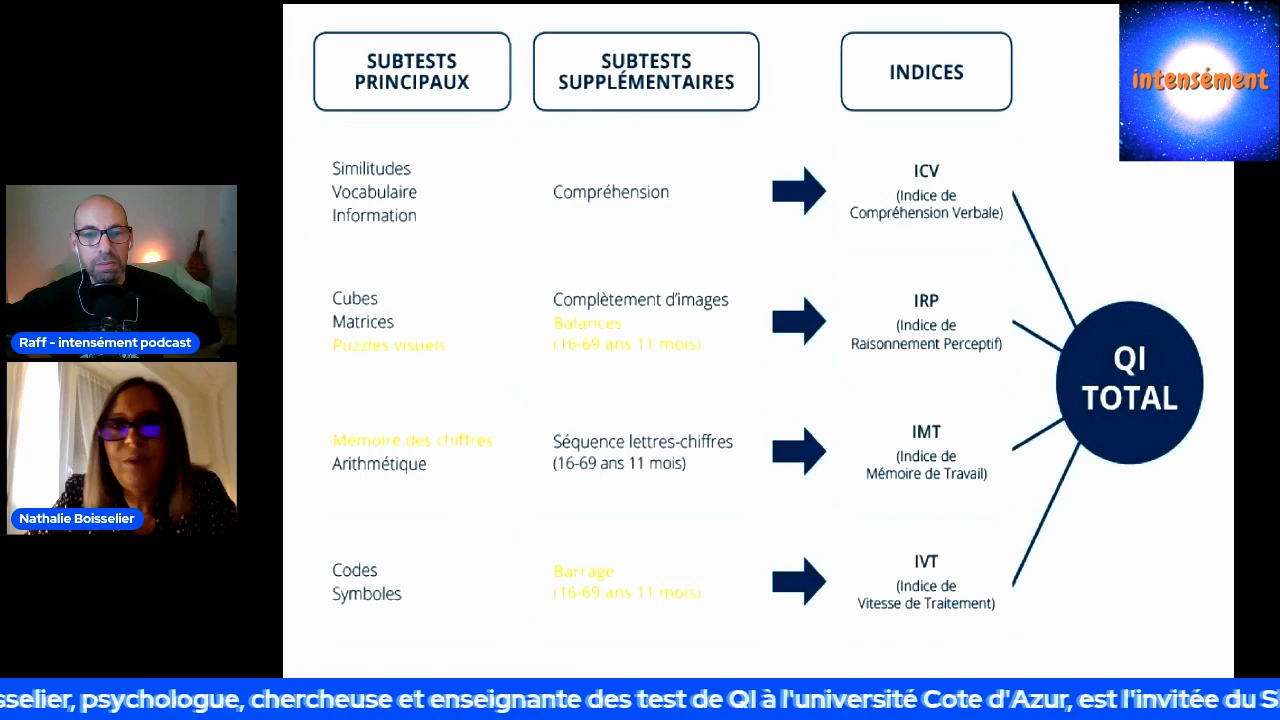 SUBTESTS
PRINCIPAUX
SUBTESTS
SUPPLÉMENTAIRES
INDICES
intensément
Similitudes
Vocabulaire
Information
Compréhension
ICV
(Indice de
Compréhension Verbale)
Cubes
Matrices
Puzzles visuels
Complètement d'images
Balances
(16-69 ans 11 mois)
IRP
(Indice de
Raisonnement Perceptif)
QI
TOTAL
Mémoire des chiffres
Arithmétique
Séquence lettres-chiffres
(16-69 ans 11 mois)
IMT
(Indice de
Mémoire de Travail)
Codes
Symboles
Barrage
(16-69 ans 11 mois)
IVT
(Indice de
Vitesse de Traitement)
Raff - intensément podcast
Nathalie Boisselier
sselier, psychologue, chercheuse et enseignante des test de QI à l'université Cote d'Azur, est l'invitée du S